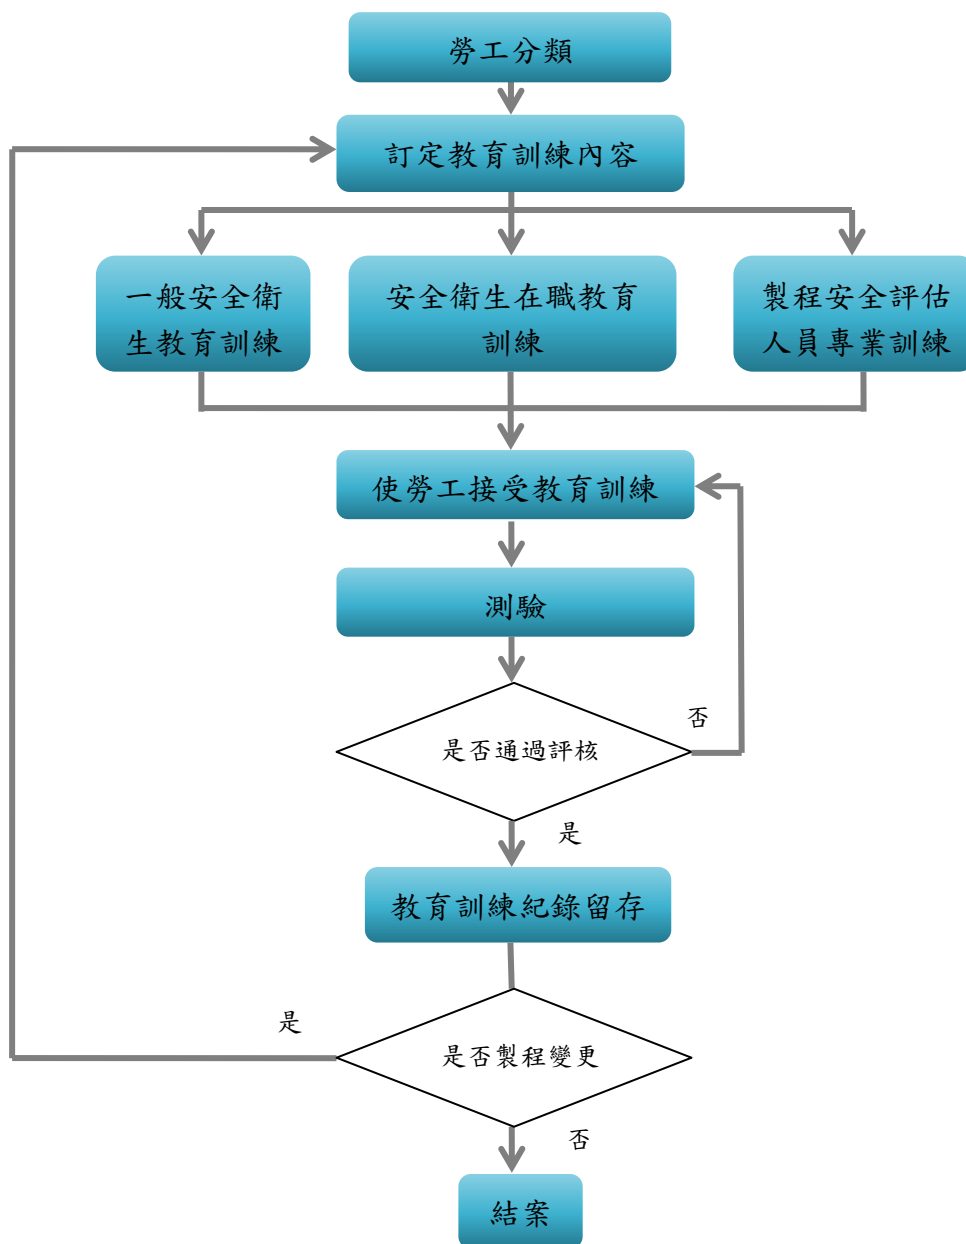 勞工分類
訂定教育訓練內容
一般安全衛
生教育訓練
安全衛生在職教育
訓練
製程安全評估
人員專業訓練
使勞工接受教育訓練
測驗
否
是否通過評核
是
教育訓練紀錄留存
是
是否製程變更
否
結案